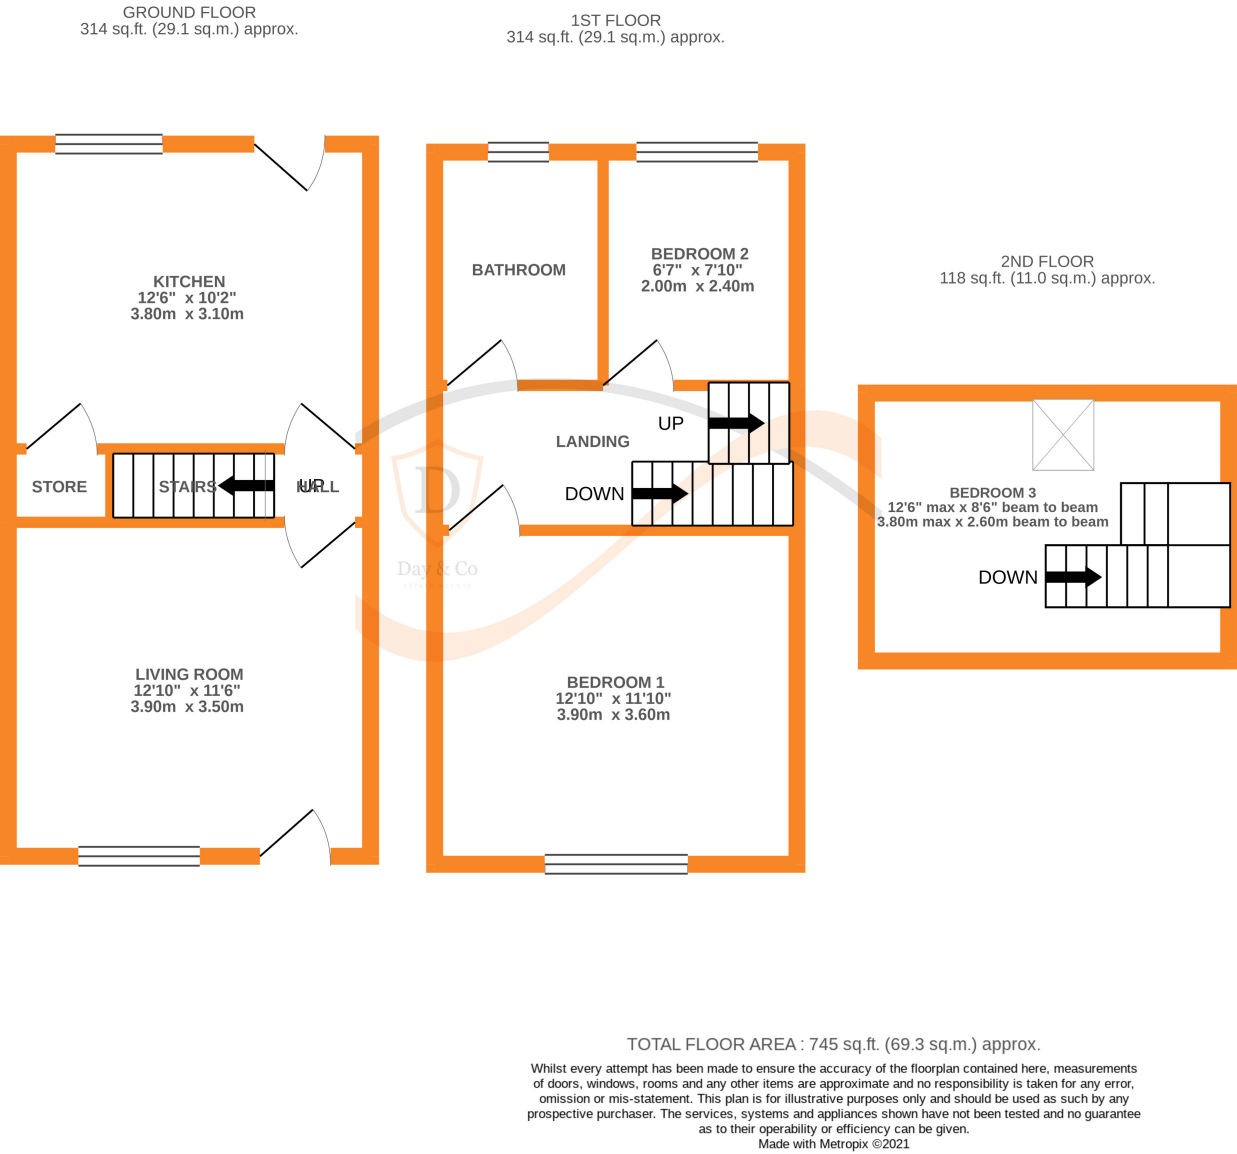 GROUND FLOOR
314 sq.ft. (29.1 sq.m.) approx.
1ST FLOOR
314 sq.ft. (29.1 sq.m.) approx.
2ND FLOOR
118 sq.ft. (11.0 sq.m.) approx.
KITCHEN
12'6" x 10'2"
3.80m x 3.10m
STORE
STAIRS
UP
HALL
LIVING ROOM
12'10" x 11'6"
3.90m x 3.50m
BATHROOM
BEDROOM 2
6'7" x 7'10"
2.00m x 2.40m
UP
LANDING
DOWN
D
Day & Co
BEDROOM 1
12'10" x 11'10"
3.90m x 3.60m
BEDROOM 3
12'6" max x 8'6" beam to beam
3.80m max x 2.60m beam to beam
DOWN
TOTAL FLOOR AREA : 745 sq.ft. (69.3 sq.m.) approx.
Whilst every attempt has been made to ensure the accuracy of the floorplan contained here, measurements
of doors, windows, rooms and any other items are approximate and no responsibility is taken for any error,
omission or mis-statement. This plan is for illustrative purposes only and should be used as such by any
prospective purchaser. The services, systems and appliances shown have not been tested and no guarantee
as to their operability or efficiency can be given.
Made with Metropix ©2021